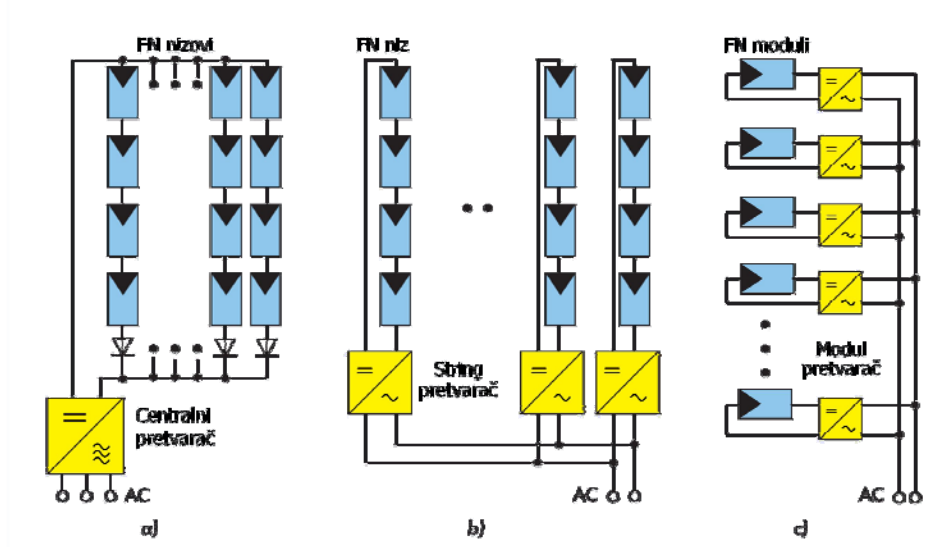 FN nizovi
FN niz
FN moduli
String
pretvarač
Modul
pretvarač
Centralni
pretvarač
AC
AC
AC
a)
b)
c)